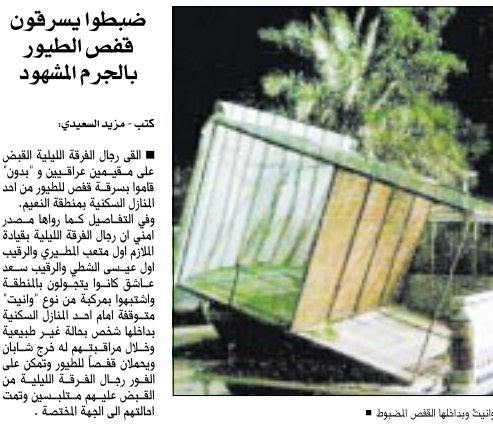 ضبطوا يسرقون
قفص الطيور
بالجرم المشهود
كتب - مزيد السعيدي:
■ القى رجال الفرقة الليلية القبض
على مقيمين عراقيين و "بدون"
قاموا بسرقة قفص للطيور من احد
المنازل السكنية بمنطقة النعيم.
وفي التفاصيل كما رواها مصدر
امني ان رجال الفرقة الليلية بقيادة
الملازم اول متعب المطيري والرقيب
اول عيسى الشطي والرقيب سعد
عاشق كانوا يتجولون بالمنطقة
واشتبهوا بمركبة من نوع "وانيت"
متوقفة امام احد المنازل السكنية
بداخلها شخص بحالة غير طبيعية
وخلال مراقبتهم له خرج شابان
ويحملان قفصاً للطيور وتمكن على
الفور رجال الفرقة الليلية من
القبض عليهم متلبسين وتمت
احالتهم الى الجهة المختصة .
وانيت وبداخلها القفص المضبوط ■